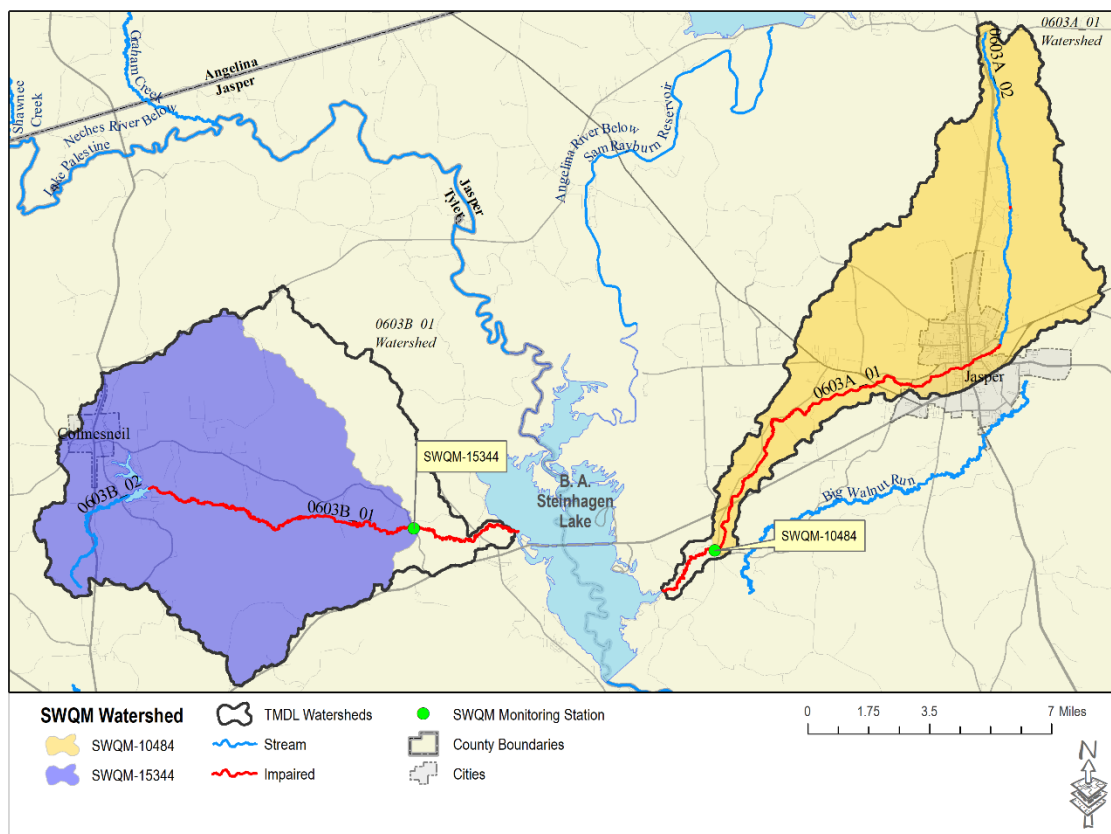 0603A_01
Watershed
0603A_02
Graham Creek
Angelina
Jasper
Shawnee
Creek
Neches River Below
Lake Palestine
Angelina River Below
Sam Rayburn Reservoir
Jasper
Tyler
0603B_01
Watershed
0603A_01
Jasper
Colmesneil
SWQM-15344
B. A.
Steinhagen
Lake
Big Walnut Run
0603B_02
0603B_01
SWQM-10484
SWQM Watershed
SWQM-10484
SWQM-15344
TMDL Watersheds
Stream
Impaired
SWQM Monitoring Station
County Boundaries
Cities
0 1.75 3.5 7 Miles
N